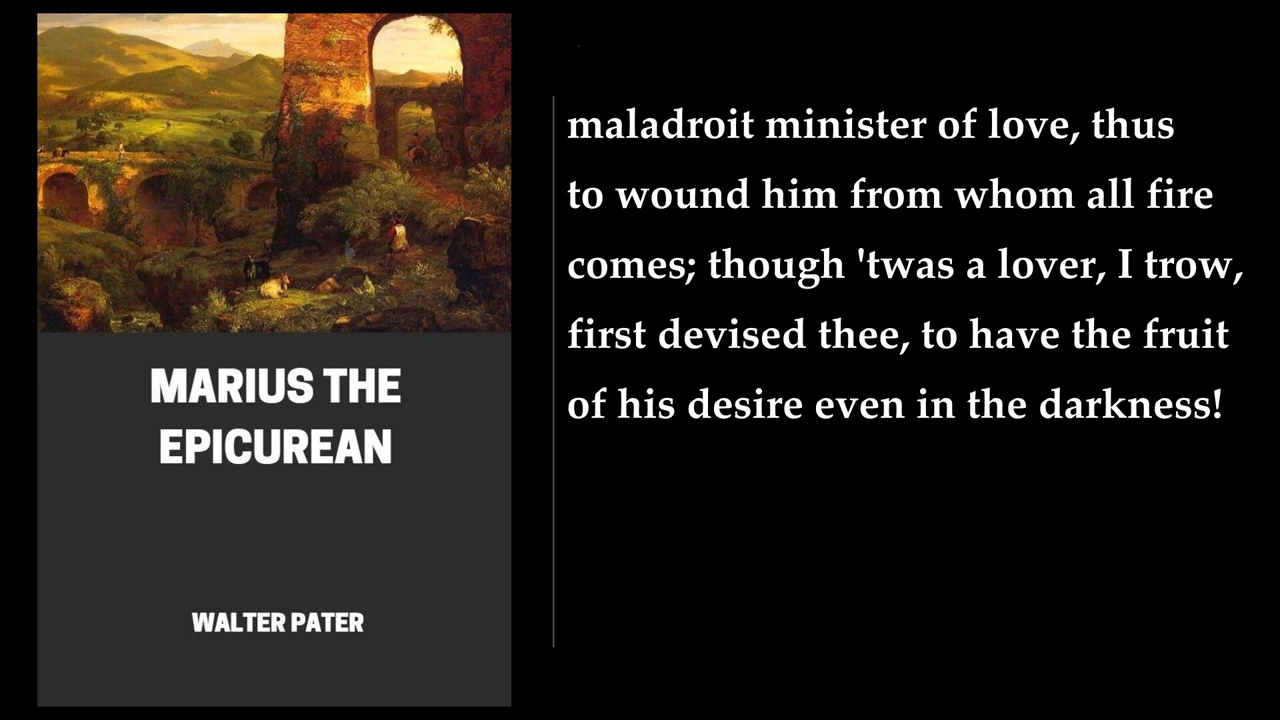 MARIUS THE
EPICUREAN
WALTER PATER
maladroit minister of love, thus
to wound him from whom all fire
comes; though 'twas a lover, I trow,
first devised thee, to have the fruit
of his desire even in the darkness!